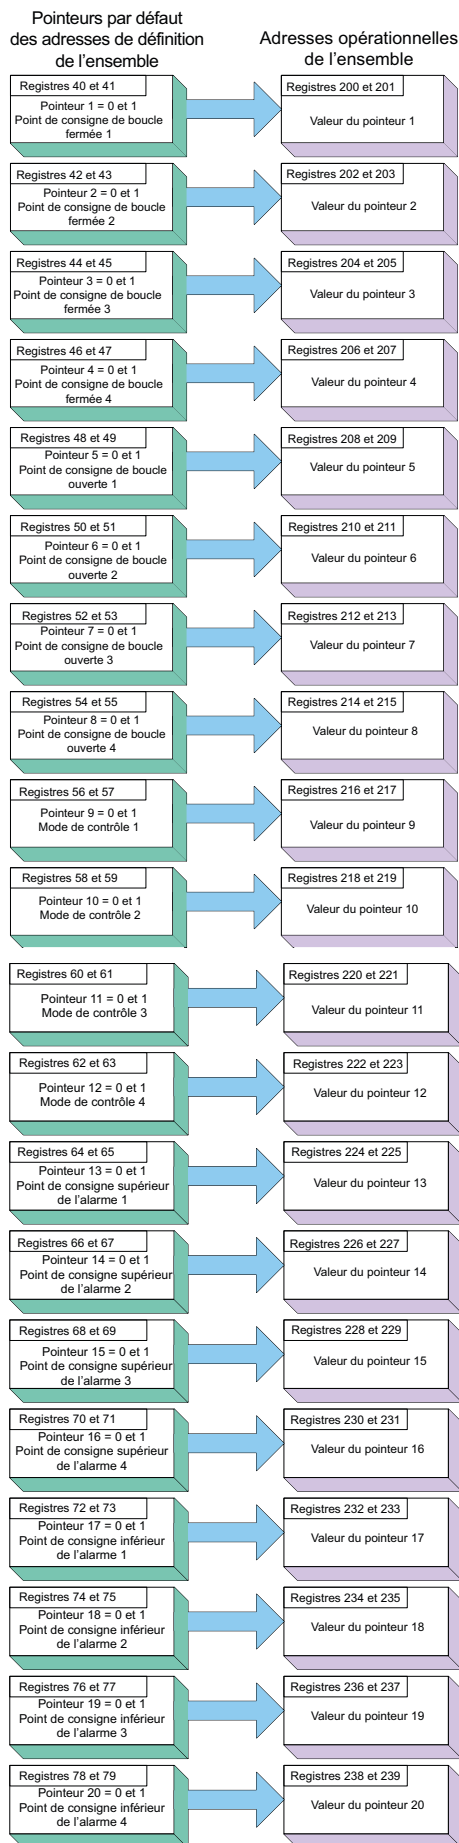 Pointeurs par défaut
des adresses de définition
de l'ensemble
Adresses opérationnelles
de l'ensemble
Registres 40 et 41
Pointeur 1 = 0 et 1
Point de consigne de boucle
fermée 1
Registres 200 et 201
Valeur du pointeur 1
Registres 42 et 43
Pointeur 2 = 0 et 1
Point de consigne de boucle
fermée 2
Registres 202 et 203
Valeur du pointeur 2
Registres 44 et 45
Pointeur 3 = 0 et 1
Point de consigne de boucle
fermée 3
Registres 204 et 205
Valeur du pointeur 3
Registres 46 et 47
Pointeur 4 = 0 et 1
Point de consigne de boucle
fermée 4
Registres 206 et 207
Valeur du pointeur 4
Registres 48 et 49
Pointeur 5 = 0 et 1
Point de consigne de boucle
ouverte 1
Registres 208 et 209
Valeur du pointeur 5
Registres 50 et 51
Pointeur 6 = 0 et 1
Point de consigne de boucle
ouverte 2
Registres 210 et 211
Valeur du pointeur 6
Registres 52 et 53
Pointeur 7 = 0 et 1
Point de consigne de boucle
ouverte 3
Registres 212 et 213
Valeur du pointeur 7
Registres 54 et 55
Pointeur 8 = 0 et 1
Point de consigne de boucle
ouverte 4
Registres 214 et 215
Valeur du pointeur 8
Registres 56 et 57
Pointeur 9 = 0 et 1
Mode de contrôle 1
Registres 216 et 217
Valeur du pointeur 9
Registres 58 et 59
Pointeur 10 = 0 et 1
Mode de contrôle 2
Registres 218 et 219
Valeur du pointeur 10
Registres 60 et 61
Pointeur 11 = 0 et 1
Mode de contrôle 3
Registres 220 et 221
Valeur du pointeur 11
Registres 62 et 63
Pointeur 12 = 0 et 1
Mode de contrôle 4
Registres 222 et 223
Valeur du pointeur 12
Registres 64 et 65
Pointeur 13 = 0 et 1
Point de consigne supérieur
de l'alarme 1
Registres 224 et 225
Valeur du pointeur 13
Registres 66 et 67
Pointeur 14 = 0 et 1
Point de consigne supérieur
de l'alarme 2
Registres 226 et 227
Valeur du pointeur 14
Registres 68 et 69
Pointeur 15 = 0 et 1
Point de consigne supérieur
de l'alarme 3
Registres 228 et 229
Valeur du pointeur 15
Registres 70 et 71
Pointeur 16 = 0 et 1
Point de consigne supérieur
de l'alarme 4
Registres 230 et 231
Valeur du pointeur 16
Registres 72 et 73
Pointeur 17 = 0 et 1
Point de consigne inférieur
de l'alarme 1
Registres 232 et 233
Valeur du pointeur 17
Registres 74 et 75
Pointeur 18 = 0 et 1
Point de consigne inférieur
de l'alarme 2
Registres 234 et 235
Valeur du pointeur 18
Registres 76 et 77
Pointeur 19 = 0 et 1
Point de consigne inférieur
de l'alarme 3
Registres 236 et 237
Valeur du pointeur 19
Registres 78 et 79
Pointeur 20 = 0 et 1
Point de consigne inférieur
de l'alarme 4
Registres 238 et 239
Valeur du pointeur 20